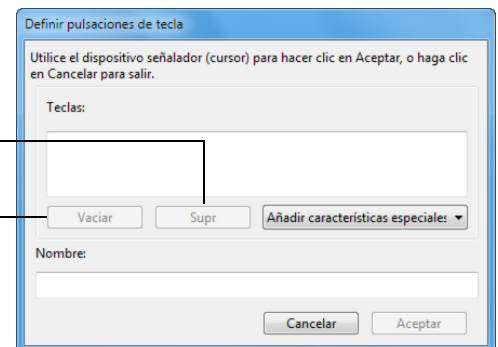 Definir pulsaciones de tecla
Utilice el dispositivo señalador (cursor) para hacer clic en Aceptar, o haga clic
en Cancelar para salir.
Teclas:
Vaciar Supr Añadir características especiales
Nombre:
Cancelar Aceptar